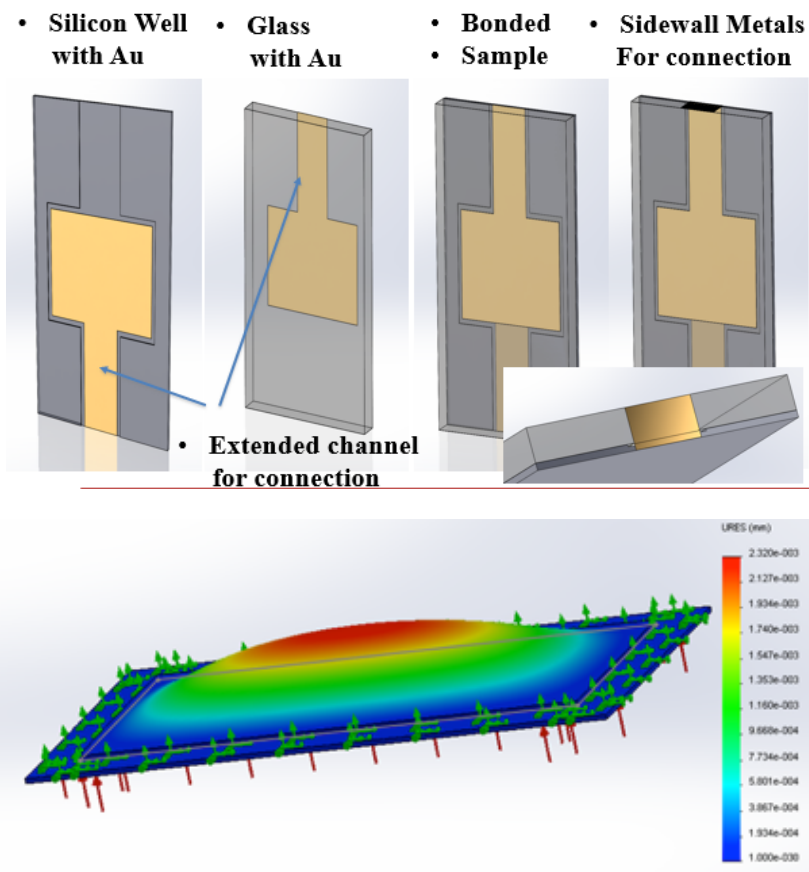 • Silicon Well
with Au
• Glass
with Au
• Bonded
• Sample
• Sidewall Metals
For connection
• Extended channel
for connection
URES (mm)
2.320e-003
2.127e-003
1.934e-003
1.740e-003
1.547e-003
1.353e-003
1.160e-003
9.668e-004
7.734e-004
5.801e-004
3.867e-004
1.934e-004
1.000e-030